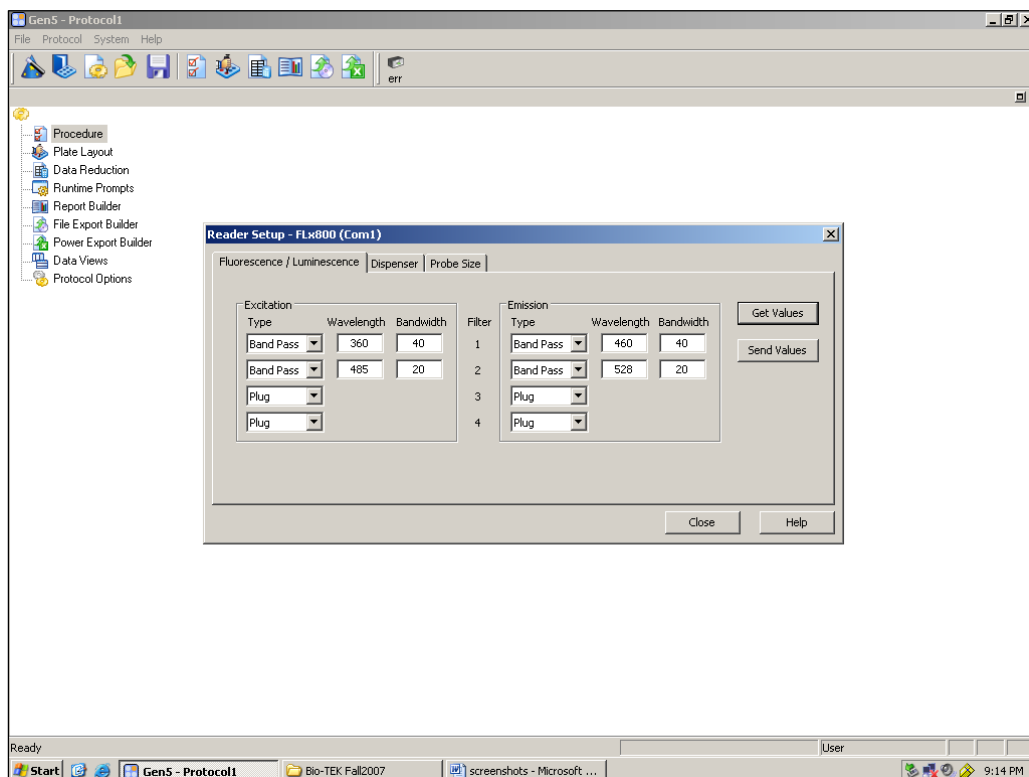 Gen5 - Protocol1
File Protocol System Help
err
Procedure
Plate Layout
Data Reduction
Runtime Prompts
Report Builder
File Export Builder
Power Export Builder
Data Views
Protocol Options
Reader Setup - FLx800 (Com1)
Fluorescence / Luminescence Dispenser Probe Size
Excitation Emission
Type Wavelength Bandwidth Filter Type Wavelength Bandwidth Get Values
Band Pass 360 40 1 Band Pass 460 40
Send Values
Band Pass 485 20 2 Band Pass 528 20
Plug 3 Plug
Plug 4 Plug
Close Help
Ready User
Start Gen5 - Protocol1 Bio-TEK Fall2007 screenshots - Microsoft ... 9:14 PM